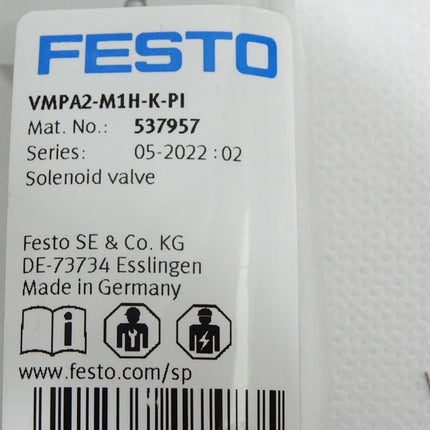 FESTO
VMPA2-M1H-K-PI
Mat. No.: 537957
Series: 05-2022 : 02
Solenoid valve
Festo SE & Co. KG
DE-73734 Esslingen
Made in Germany
www.festo.com/sp